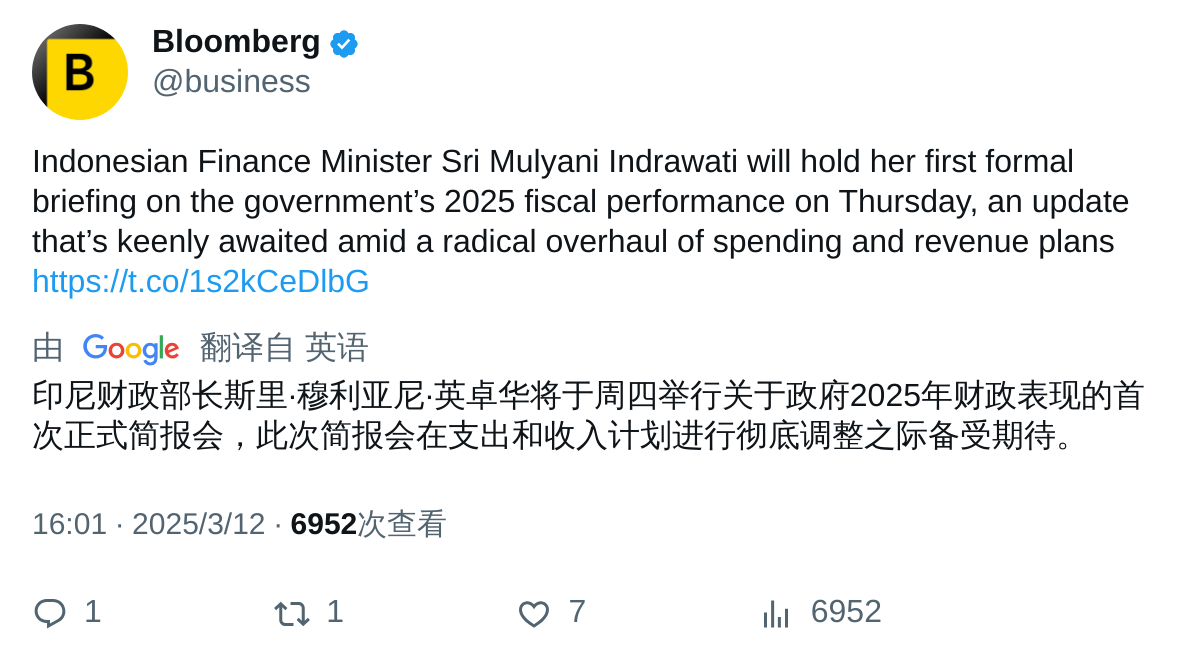 B
Bloomberg
@business
Indonesian Finance Minister Sri Mulyani Indrawati will hold her first formal
briefing on the government’s 2025 fiscal performance on Thursday, an update
that’s keenly awaited amid a radical overhaul of spending and revenue plans
https://t.co/1s2kCeDlbG
由 Google 翻译自 英语
印尼财政部长斯里·穆利亚尼·英卓华将于周四举行关于政府2025年财政表现的首
次正式简报会，此次简报会在支出和收入计划进行彻底调整之际备受期待。
16:01 · 2025/3/12 · 6952次查看
1 1 7 6952